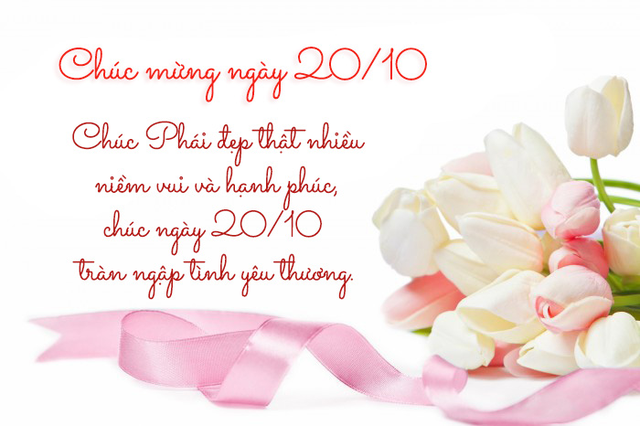 Chúc mừng ngày 20/10
Chúc Phái đẹp thật nhiều
niềm vui và hạnh phúc,
chúc ngày 20/10
tràn ngập tình yêu thương.